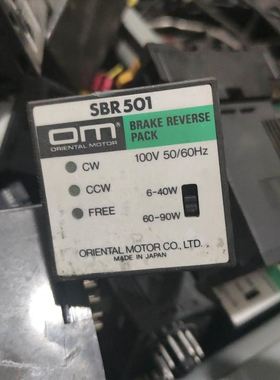 SBR 501
OM
ORIENTAL MOTOR
BRAKE REVERSE
PACK
CW
100V 50/60Hz
CCW
6-40W
FREE
60-90W
ORIENTAL MOTOR CO., LTD.
MADE IN JAPAN